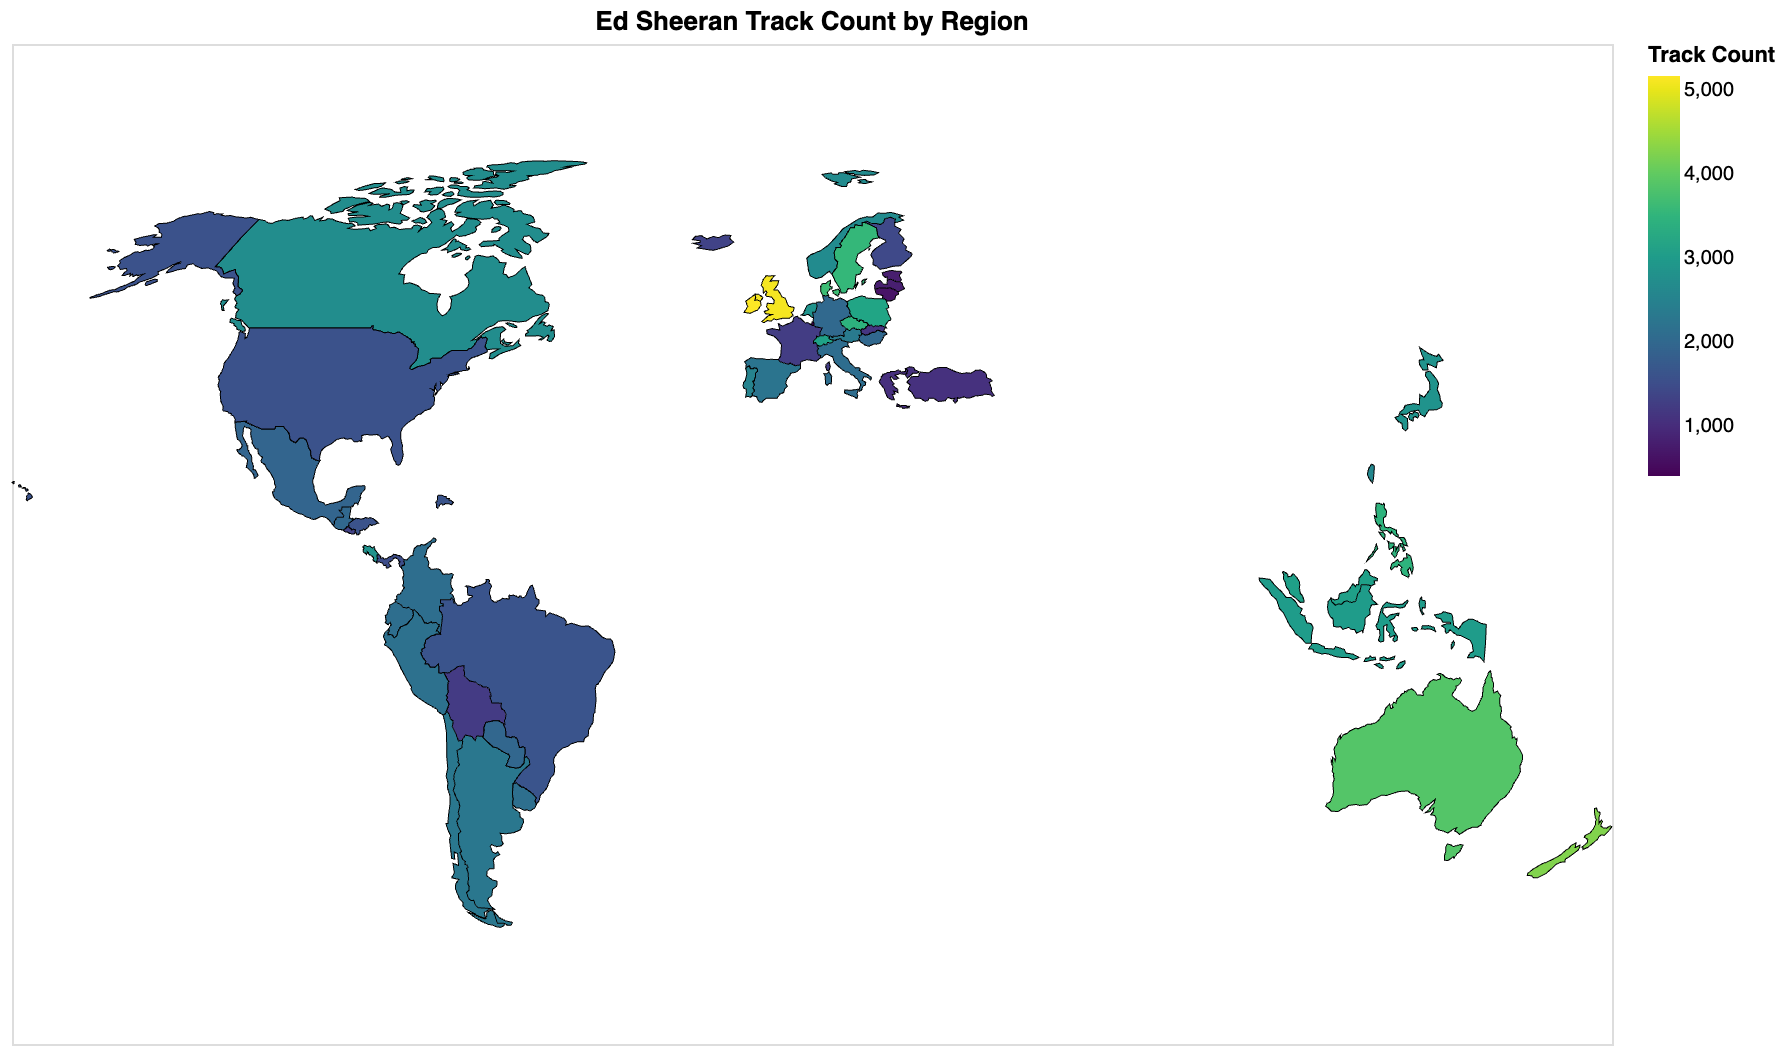 Ed Sheeran Track Count by Region
Track Count
5,000
4,000
3,000
2,000
1,000